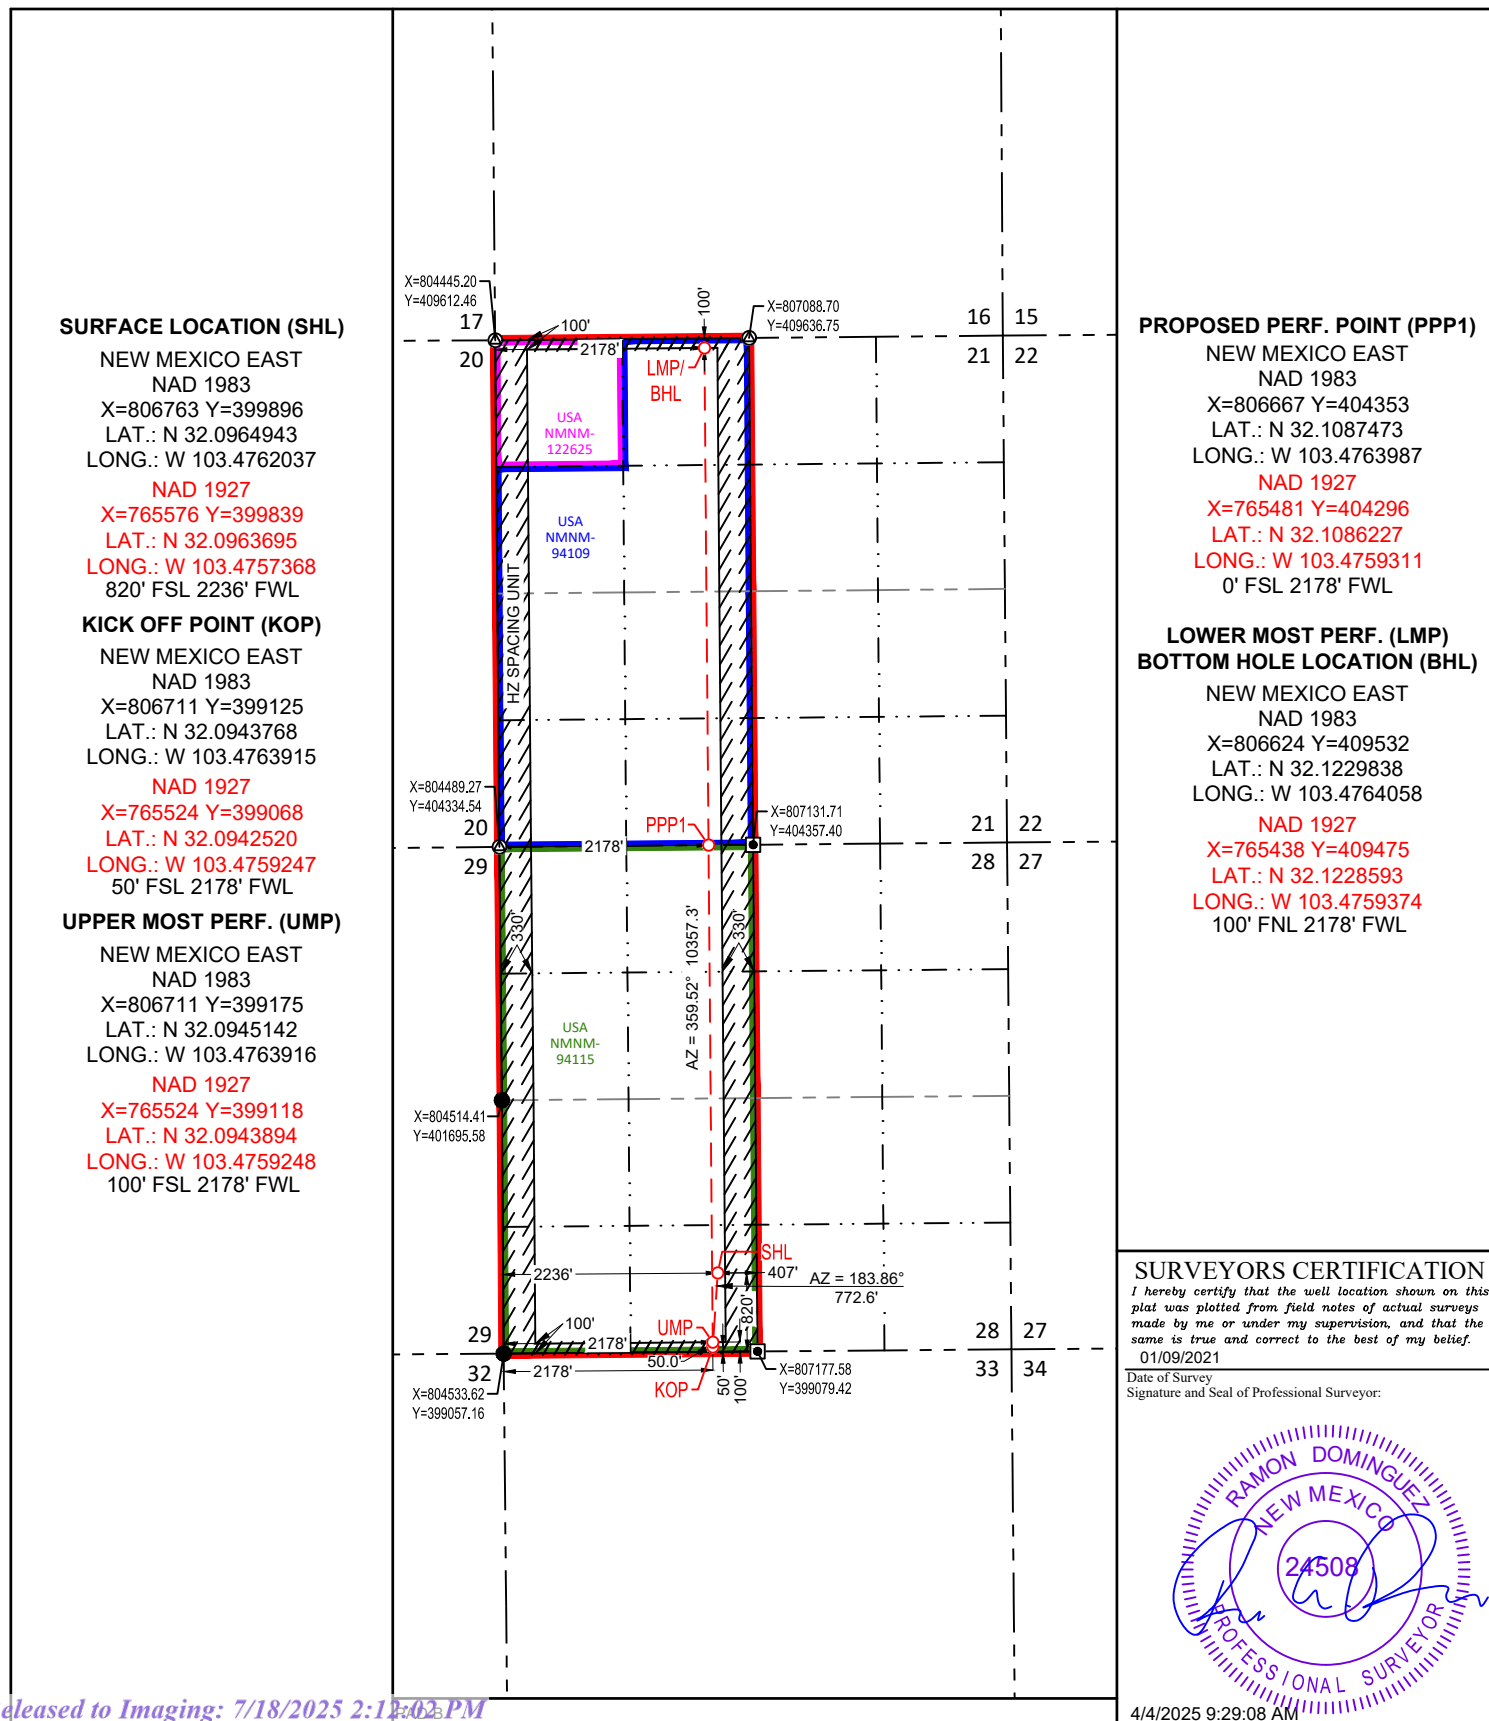 SURFACE LOCATION (SHL)
NEW MEXICO EAST
NAD 1983
X=806763 Y=399896
LAT.: N 32.0964943
LONG.: W 103.4762037
NAD 1927
X=765576 Y=399839
LAT.: N 32.0963695
LONG.: W 103.4757368
820' FSL 2236' FWL
KICK OFF POINT (KOP)
NEW MEXICO EAST
NAD 1983
X=806711 Y=399125
LAT.: N 32.0943768
LONG.: W 103.4763915
NAD 1927
X=765524 Y=399068
LAT.: N 32.0942520
LONG.: W 103.4759247
50' FSL 2178' FWL
UPPER MOST PERF. (UMP)
NEW MEXICO EAST
NAD 1983
X=806711 Y=399175
LAT.: N 32.0945142
LONG.: W 103.4763916
NAD 1927
X=765524 Y=399118
LAT.: N 32.0943894
LONG.: W 103.4759248
100' FSL 2178' FWL
X=804445.20
Y=409612.46
17
20
100'
2178'
100'
X=807088.70
Y=409636.75
16 15
21 22
LMP/
BHL
USA
NMNM-
122625
USA
NMNM-
94109
HZ SPACING UNIT
X=804489.27
Y=404334.54
20
29
2178'
PPP1
X=807131.71
Y=404357.40
21 22
28 27
330'
330'
AZ = 359.52° 10357.3'
USA
NMNM-
94115
X=804514.41
Y=401695.58
SHL
2236'
407'
AZ = 183.86°
772.6'
820'
100'
UMP
29
32
2178'
50.0'
2178'
KOP
50'
100'
28 27
33 34
X=804533.62
Y=399057.16
X=807177.58
Y=399079.42
PROPOSED PERF. POINT (PPP1)
NEW MEXICO EAST
NAD 1983
X=806667 Y=404353
LAT.: N 32.1087473
LONG.: W 103.4763987
NAD 1927
X=765481 Y=404296
LAT.: N 32.1086227
LONG.: W 103.4759311
0' FSL 2178' FWL
LOWER MOST PERF. (LMP)
BOTTOM HOLE LOCATION (BHL)
NEW MEXICO EAST
NAD 1983
X=806624 Y=409532
LAT.: N 32.1229838
LONG.: W 103.4764058
NAD 1927
X=765438 Y=409475
LAT.: N 32.1228593
LONG.: W 103.4759374
100' FNL 2178' FWL
SURVEYORS CERTIFICATION
I hereby certify that the well location shown on this
plat was plotted from field notes of actual surveys
made by me or under my supervision, and that the
same is true and correct to the best of my belief.
01/09/2021
Date of Survey
Signature and Seal of Professional Surveyor:
RAMON DOMINGUEZ
NEW MEXICO
24508
PROFESSIONAL SURVEYOR
4/4/2025 9:29:08 AM
eleased to Imaging: 7/18/2025 2:12:02 PM